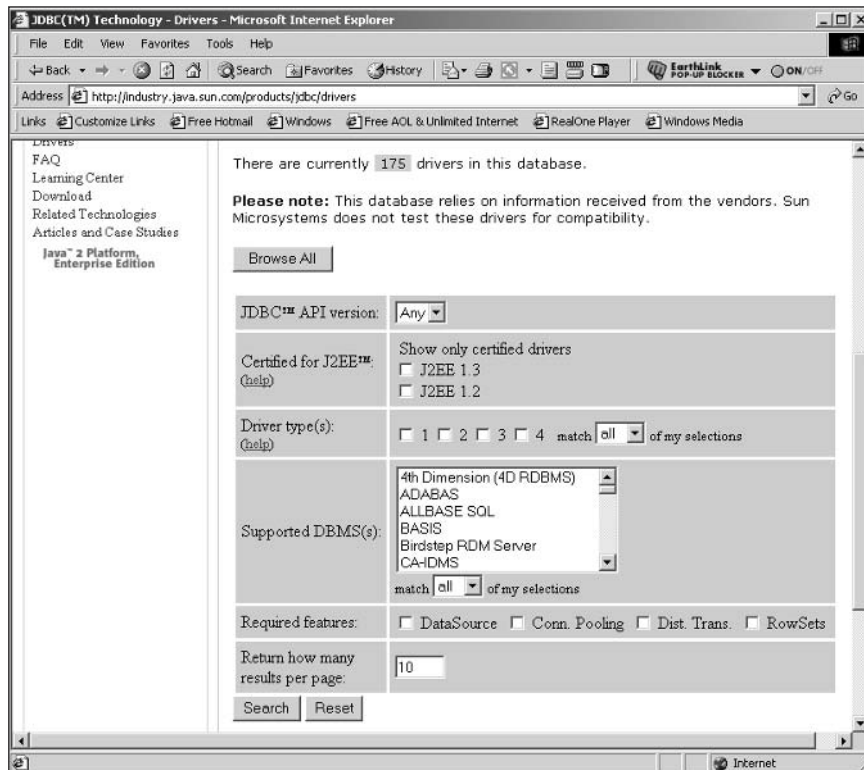 JDBC(TM) Technology - Drivers - Microsoft Internet Explorer
File Edit View Favorites Tools Help
Back Search Favorites History EarthLink POP-UP BLOCKER ON/OFF
Address http://industry.java.sun.com/products/jdbc/drivers Go
Links Customize Links Free Hotmail Windows Free AOL & Unlimited Internet RealOne Player Windows Media
Drivers
FAQ
Learning Center
Download
Related Technologies
Articles and Case Studies
Java™ 2 Platform,
Enterprise Edition
There are currently 175 drivers in this database.
Please note: This database relies on information received from the vendors. Sun
Microsystems does not test these drivers for compatibility.
Browse All
JDBC™ API version: Any
Certified for J2EE™:
(help)
Show only certified drivers
J2EE 1.3
J2EE 1.2
Driver type(s):
(help)
1 2 3 4 match all of my selections
Supported DBMS(s):
4th Dimension (4D RDBMS)
ADABAS
ALLBASE SQL
BASIS
Birdstep RDM Server
CA-IDMS
match all of my selections
Required features: DataSource Conn. Pooling Dist. Trans. RowSets
Return how many
results per page:
10
Search Reset
Internet